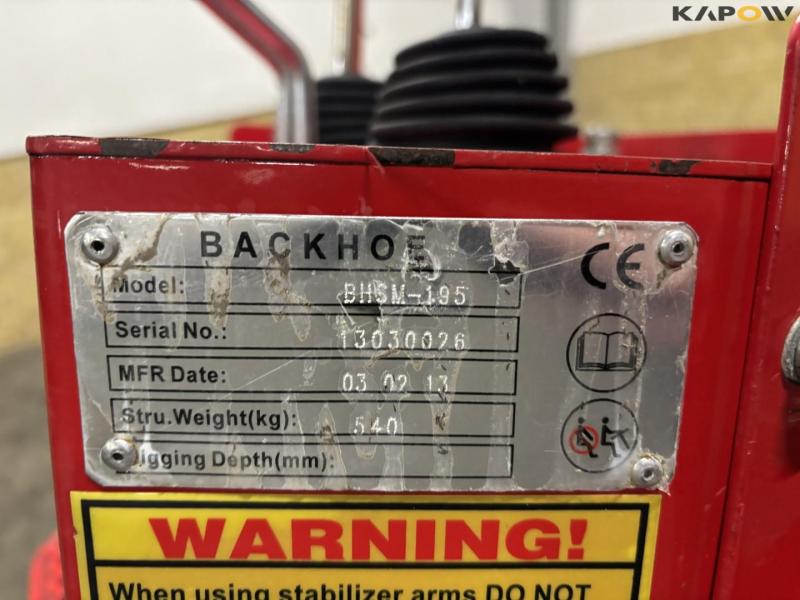 KAPOW
BACKHOE
CE
Model: BHSM-195
Serial No.: 13030026
MFR Date: 03 02 13
Stru.Weight(kg): 540
Digging Depth(mm):
WARNING!
When using stabilizer arms DO NOT